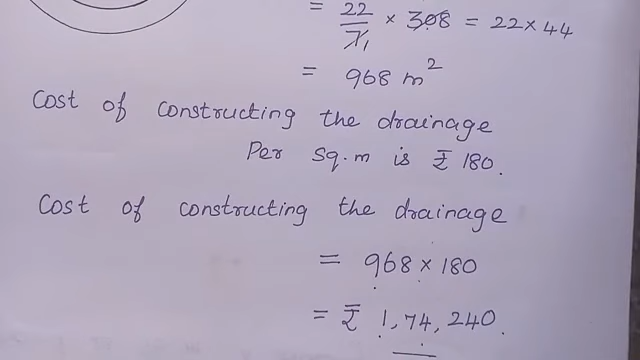 = 22/7 × 308 = 22×44
= 968 m²
Cost of constructing the drainage
Per sq.m is ₹ 180.
Cost of constructing the drainage
= 968 × 180
= ₹ 1,74,240.